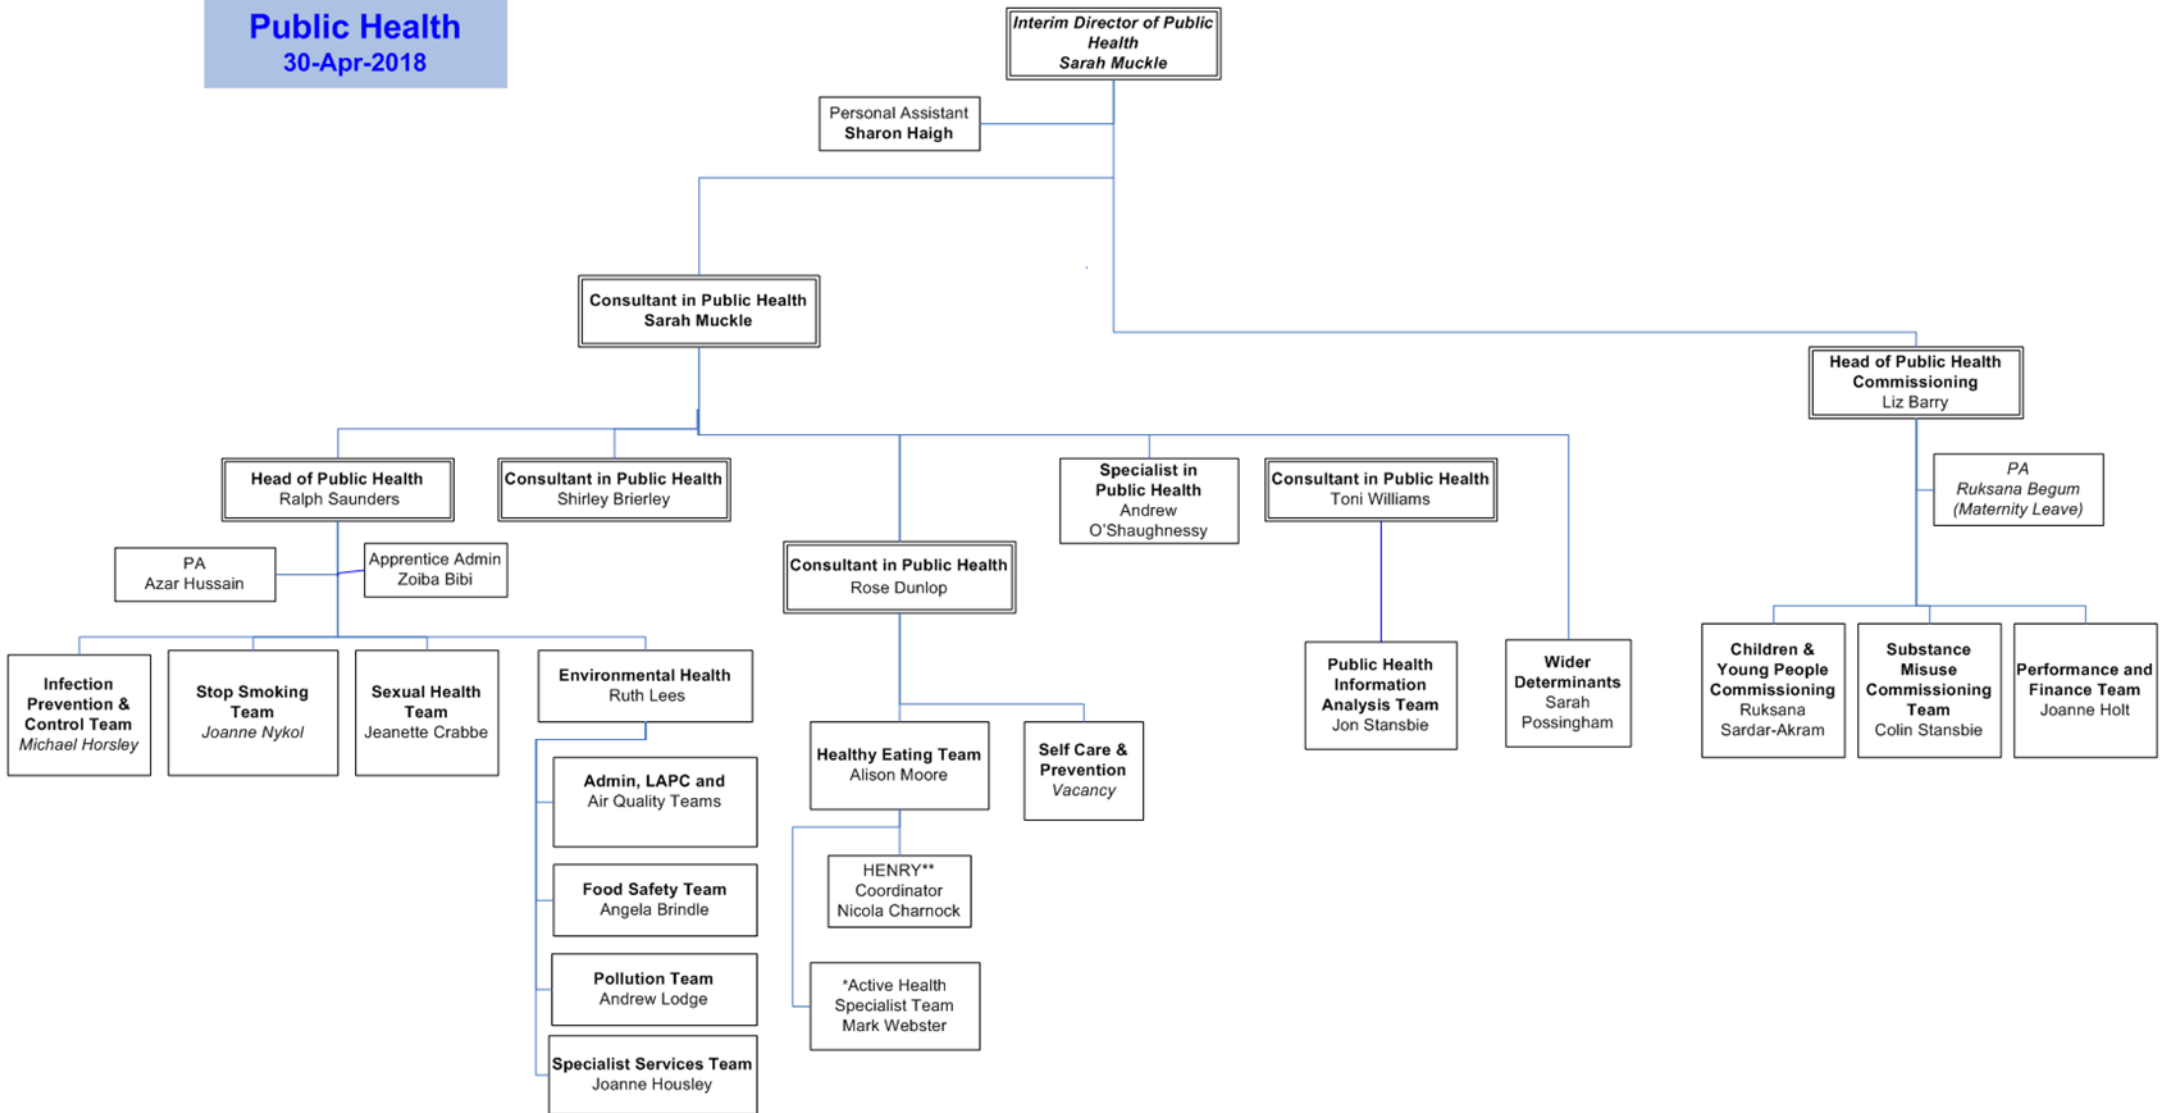 Public Health
30-Apr-2018
Interim Director of Public
Health
Sarah Muckle
Personal Assistant
Sharon Haigh
Consultant in Public Health
Sarah Muckle
Head of Public Health
Commissioning
Liz Barry
Head of Public Health
Ralph Saunders
Consultant in Public Health
Shirley Brierley
Specialist in
Public Health
Andrew
O'Shaughnessy
Consultant in Public Health
Toni Williams
PA
Ruksana Begum
(Maternity Leave)
PA
Azar Hussain
Apprentice Admin
Zoiba Bibi
Consultant in Public Health
Rose Dunlop
Infection
Prevention &
Control Team
Michael Horsley
Stop Smoking
Team
Joanne Nykol
Sexual Health
Team
Jeanette Crabbe
Environmental Health
Ruth Lees
Public Health
Information
Analysis Team
Jon Stansbie
Wider
Determinants
Sarah
Possingham
Children &
Young People
Commissioning
Ruksana
Sardar-Akram
Substance
Misuse
Commissioning
Team
Colin Stansbie
Performance and
Finance Team
Joanne Holt
Healthy Eating Team
Alison Moore
Self Care &
Prevention
Vacancy
Admin, LAPC and
Air Quality Teams
Food Safety Team
Angela Brindle
Pollution Team
Andrew Lodge
Specialist Services Team
Joanne Housley
HENRY**
Coordinator
Nicola Charnock
*Active Health
Specialist Team
Mark Webster